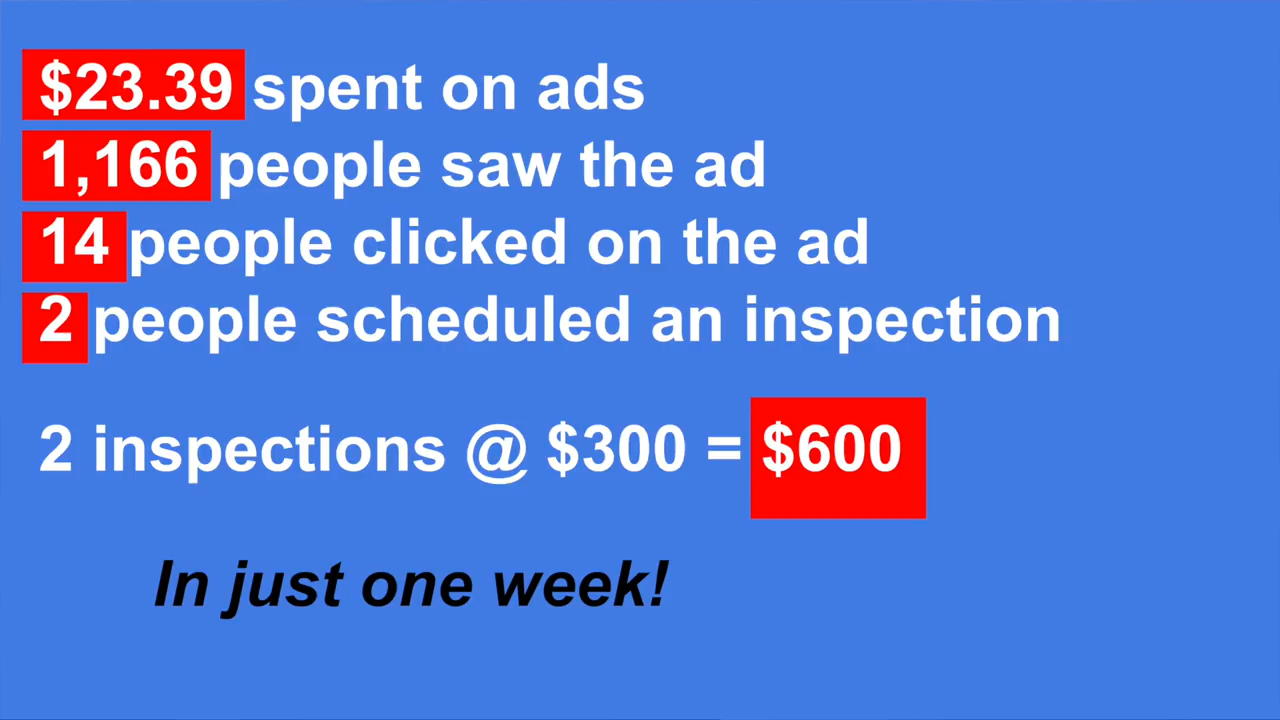 $23.39 spent on ads
1,166 people saw the ad
14 people clicked on the ad
2 people scheduled an inspection
2 inspections @ $300 = $600
In just one week!